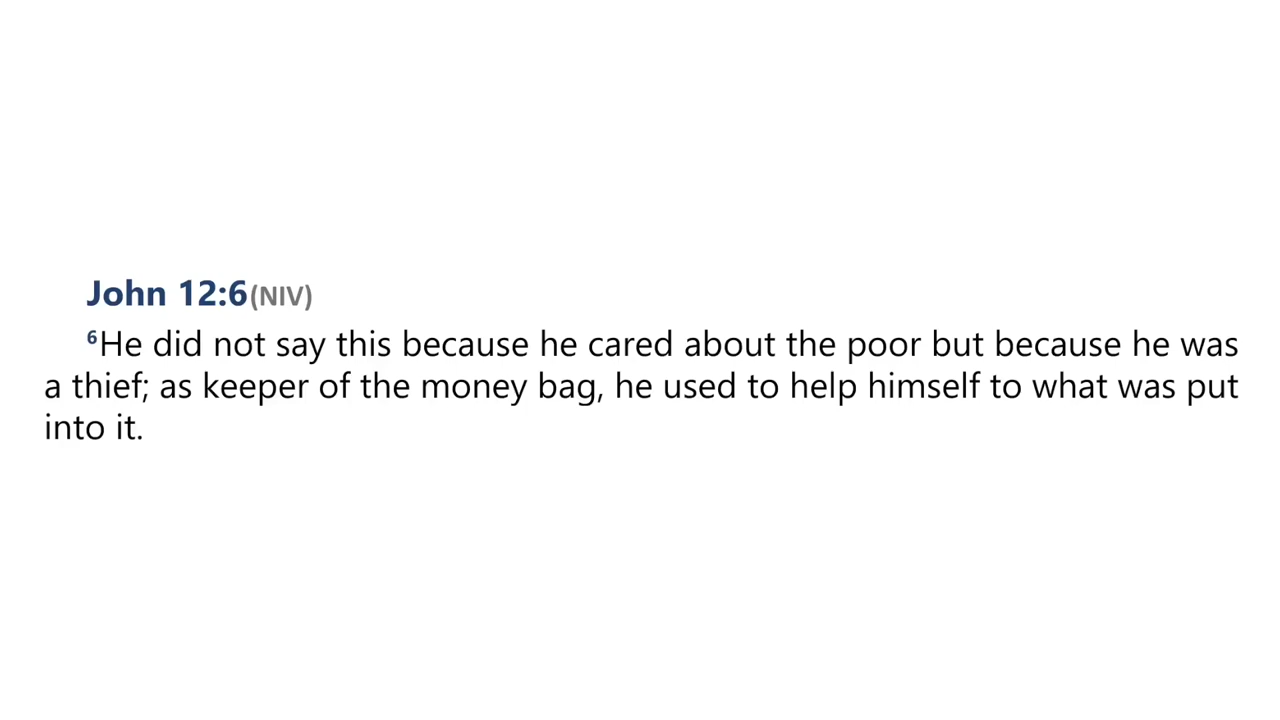 John 12:6(NIV)
6He did not say this because he cared about the poor but because he was
a thief; as keeper of the money bag, he used to help himself to what was put
into it.